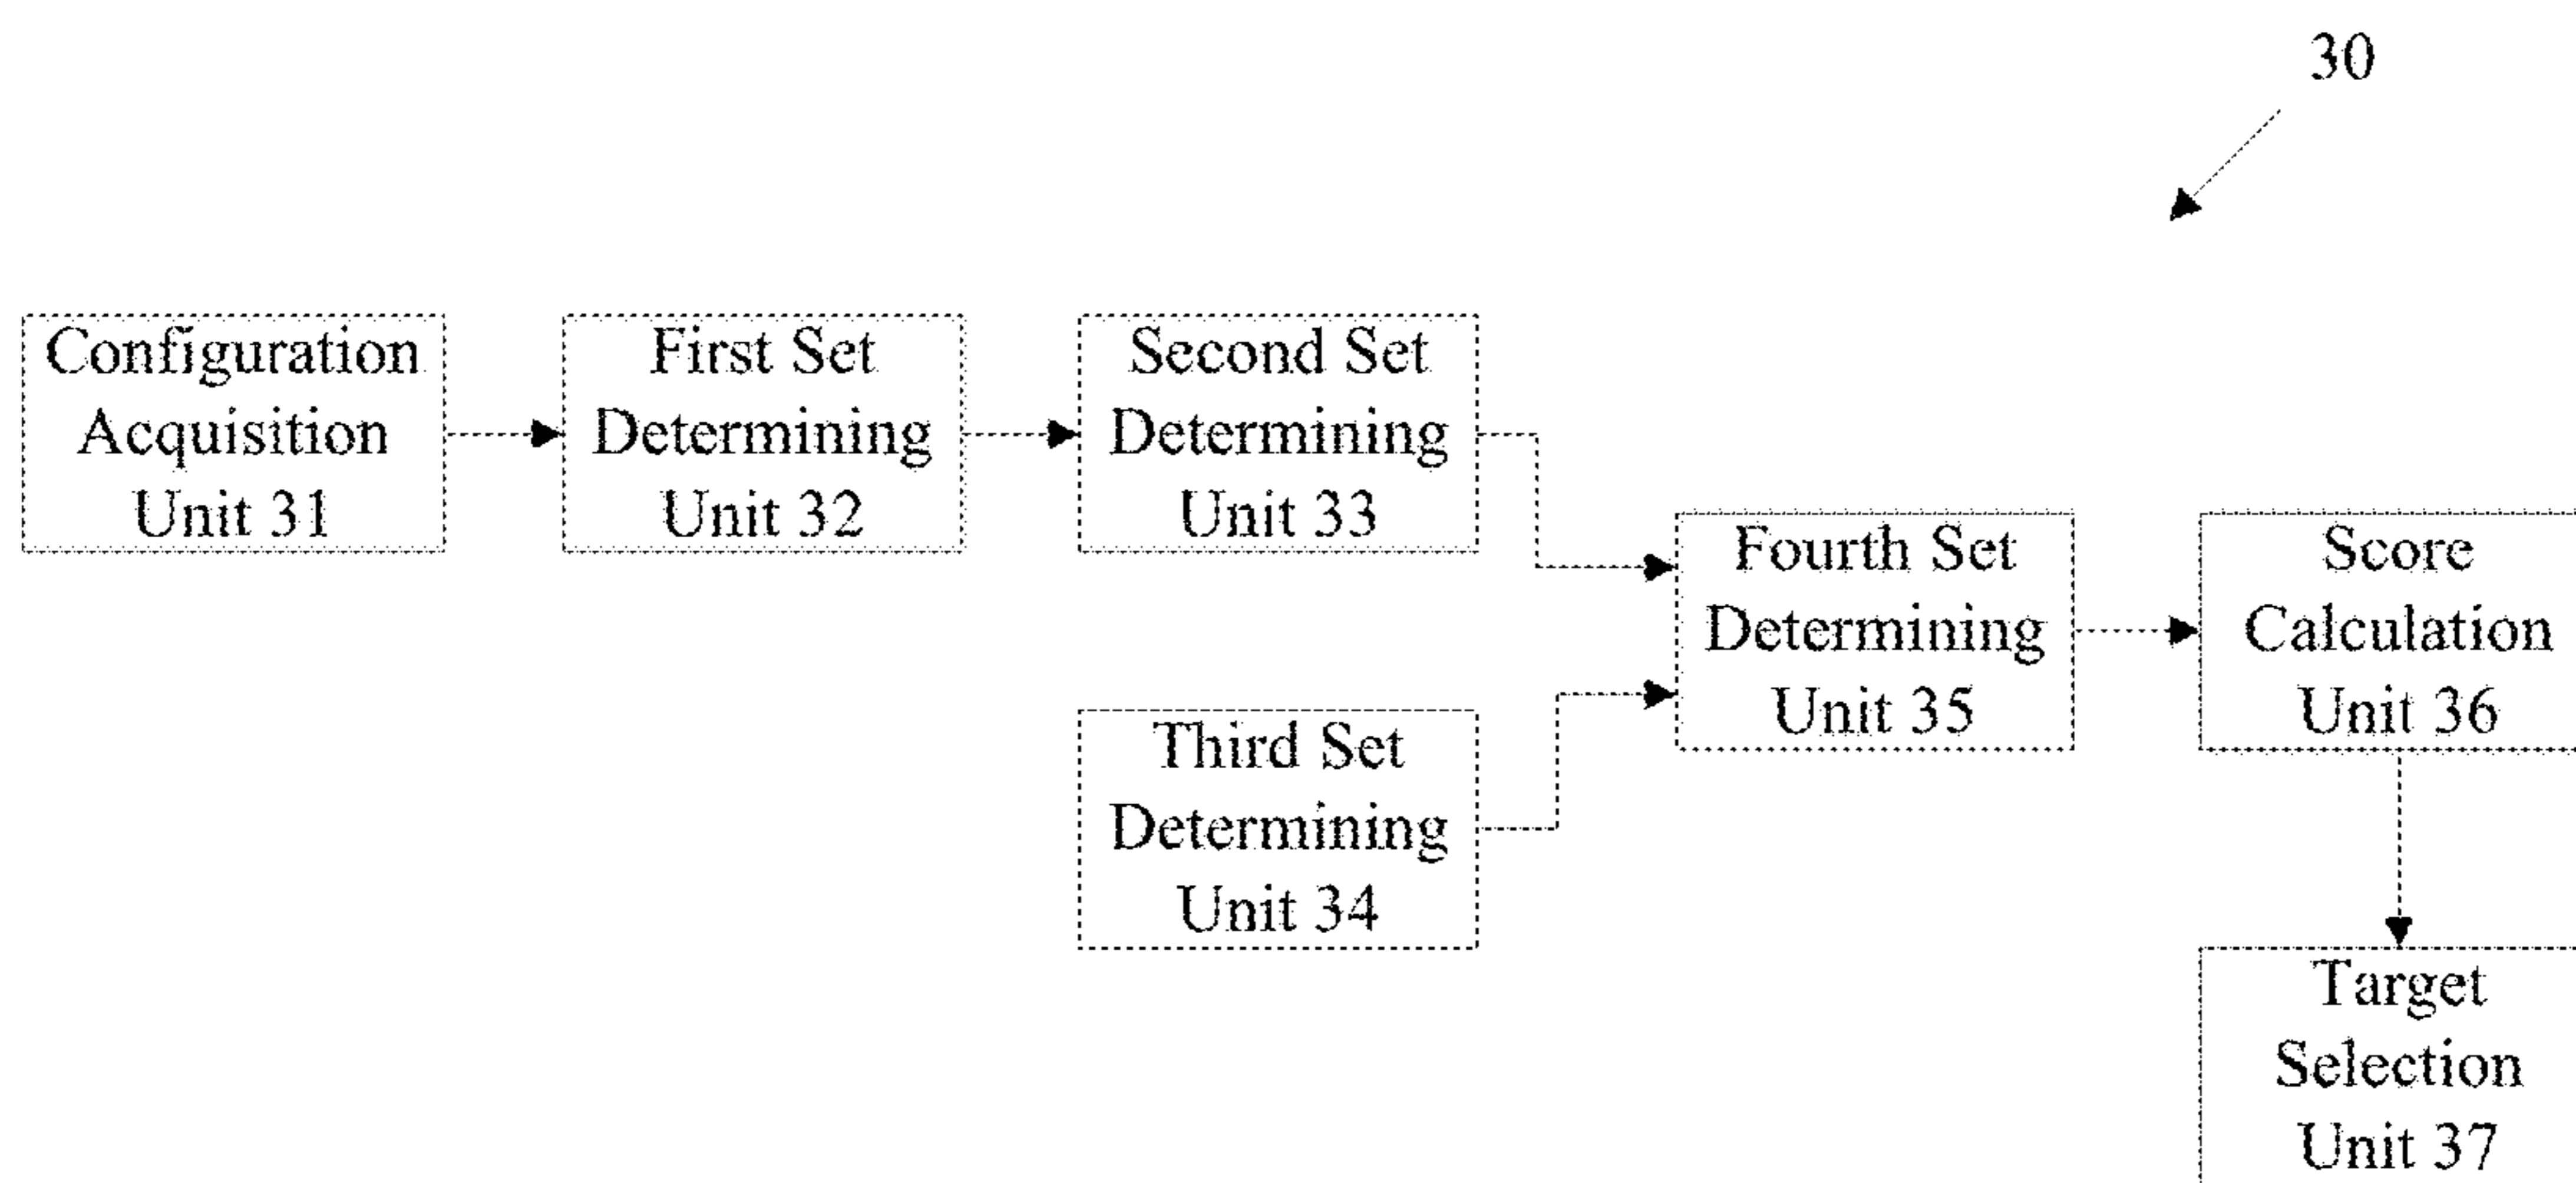 30
Configuration
Acquisition
Unit 31
First Set
Determining
Unit 32
Second Set
Determining
Unit 33
Third Set
Determining
Unit 34
Fourth Set
Determining
Unit 35
Score
Calculation
Unit 36
Target
Selection
Unit 37